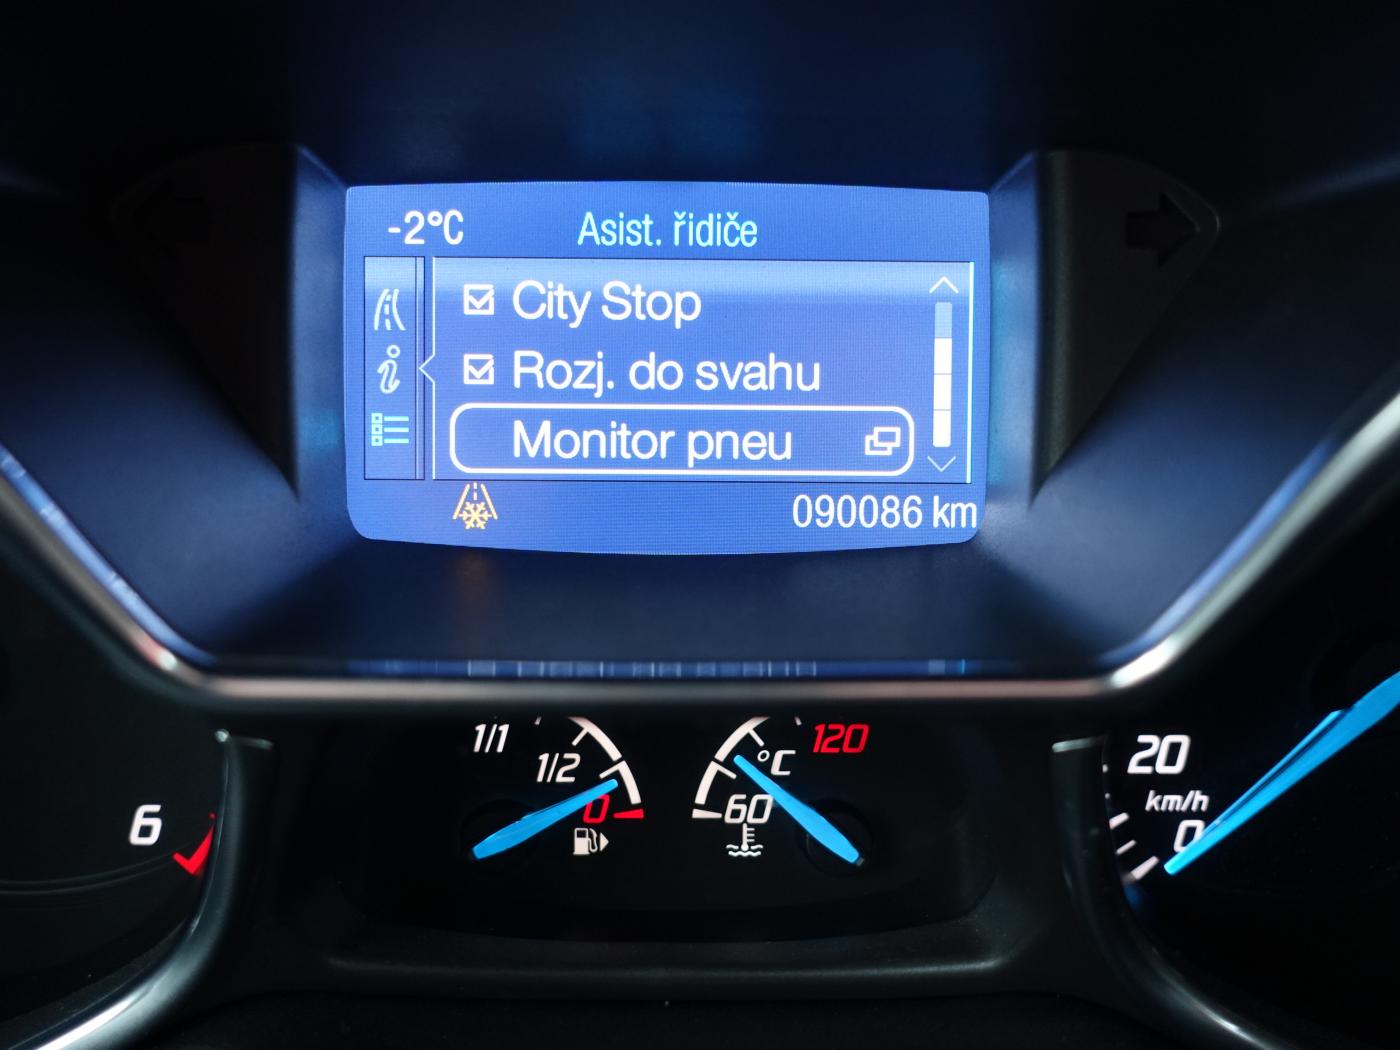 -2°C Asist. řidiče
City Stop
Rozj. do svahu
Monitor pneu
090086 km
1/1
1/2
0
°C
120
60
6
20
km/h
0